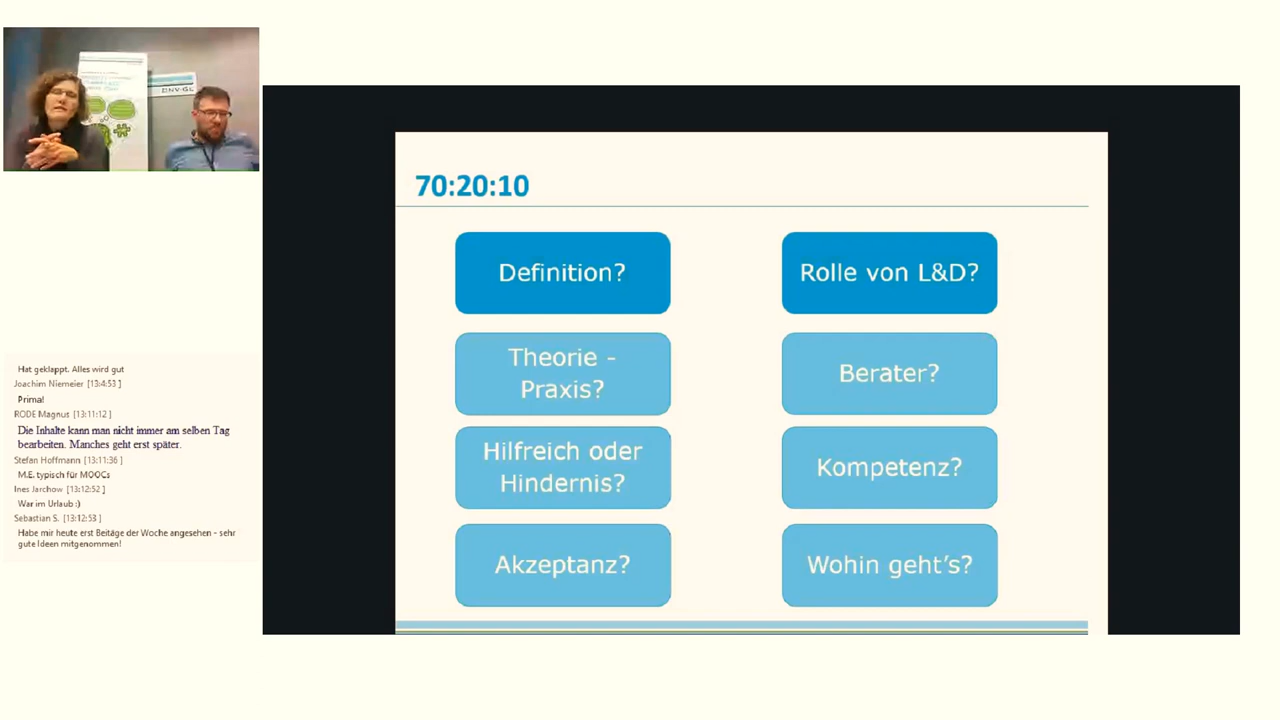 DNV·GL
70:20:10
Definition?
Rolle von L&D?
Theorie -
Praxis?
Berater?
Hilfreich oder
Hindernis?
Kompetenz?
Akzeptanz?
Wohin geht's?
Hat geklappt. Alles wird gut
Joachim Niemeier [13:4:53 ]
Prima!
RODE Magnus [13:11:12 ]
Die Inhalte kann man nicht immer am selben Tag
bearbeiten. Manches geht erst später.
Stefan Hoffmann [13:11:36 ]
M.E. typisch für MOOCs
Ines Jarchow [13:12:52 ]
War im Urlaub :)
Sebastian S. [13:12:53 ]
Habe mir heute erst Beitäge der Woche angesehen - sehr
gute Ideen mitgenommen!